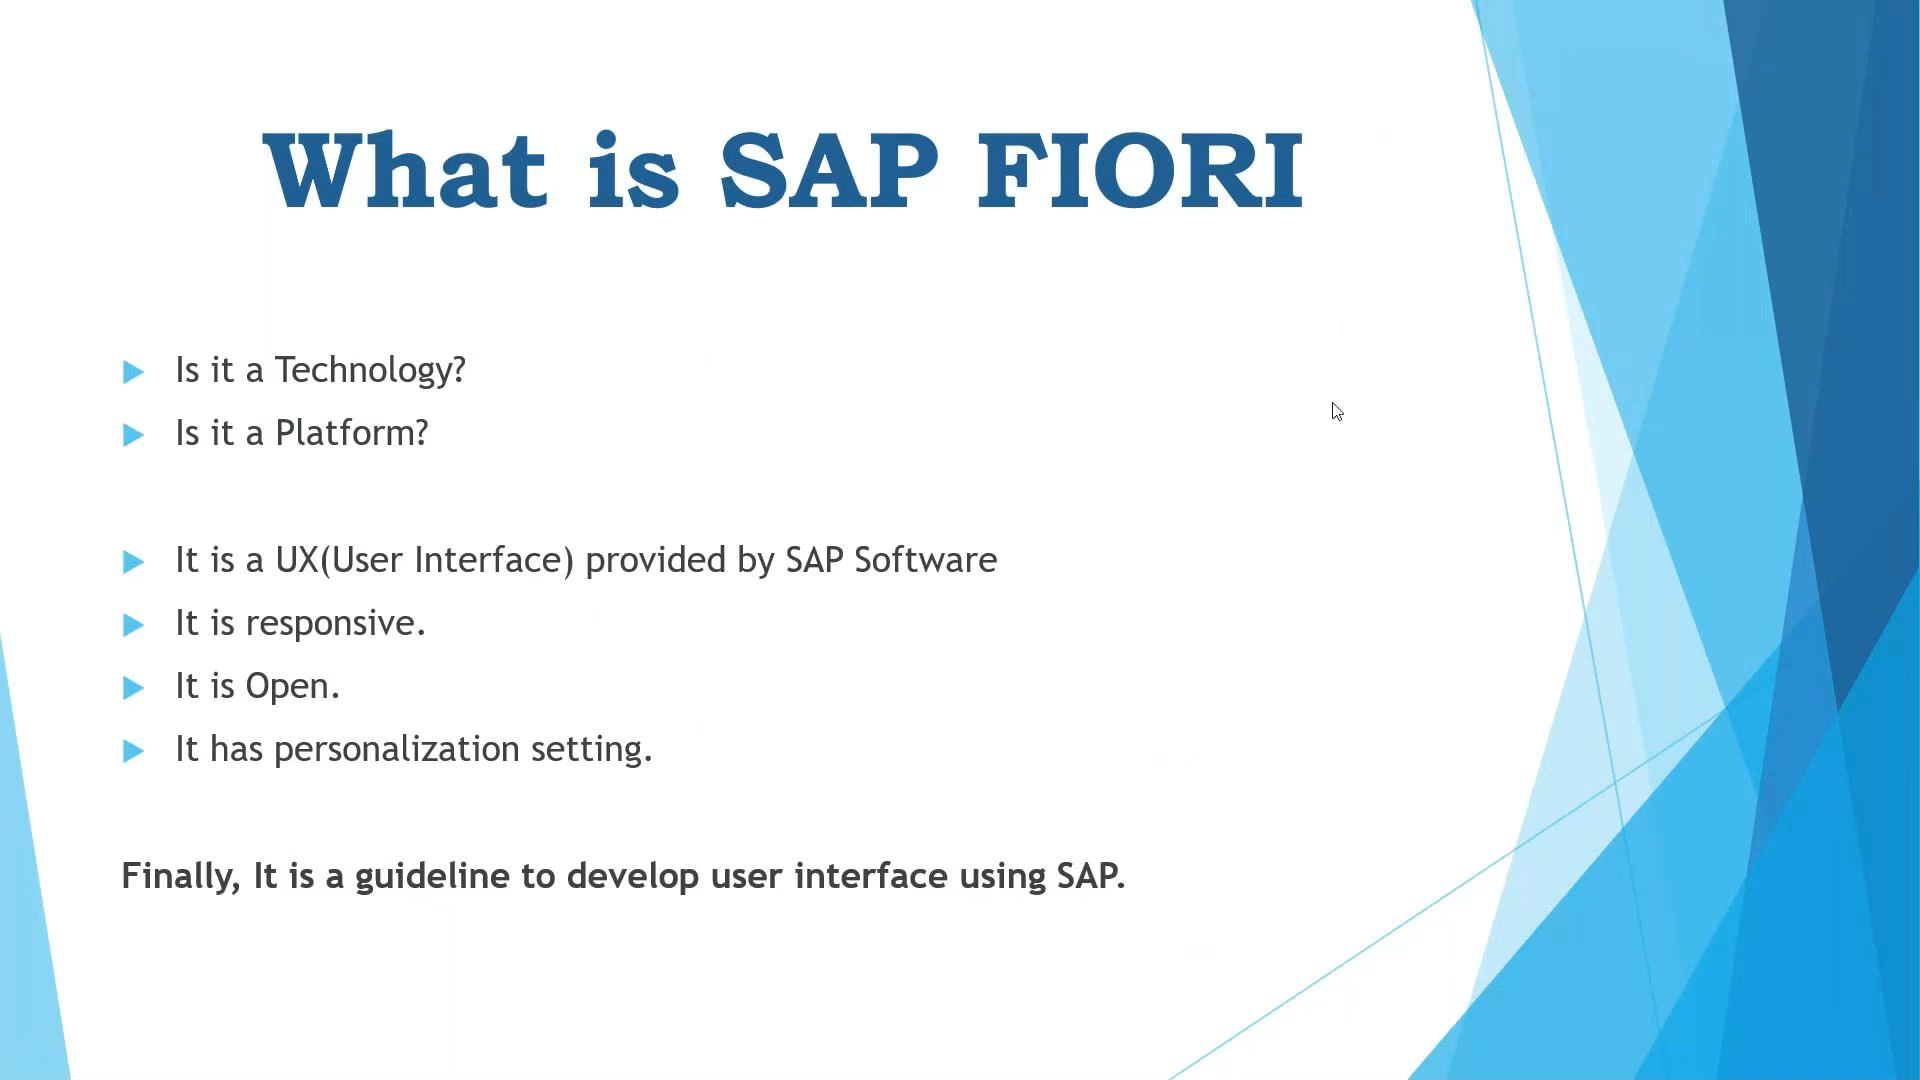 What is SAP FIORI
Is it a Technology?
Is it a Platform?
It is a UX(User Interface) provided by SAP Software
It is responsive.
It is Open.
It has personalization setting.
Finally, It is a guideline to develop user interface using SAP.